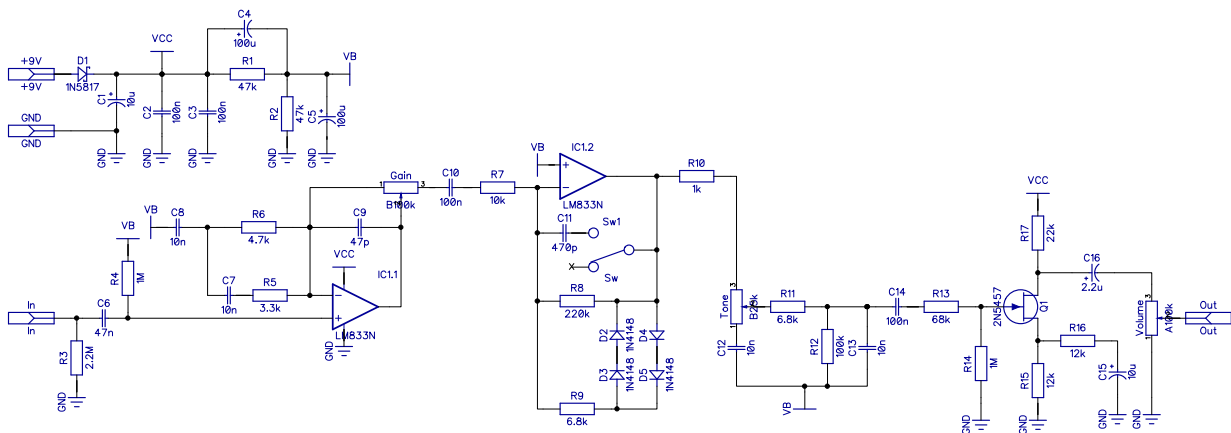 +9V
+9V
D1
1N5817
VCC
C4
100u
R1
47k
VB
C1
10u
C2
100n
C3
100n
R2
47k
C5
100u
GND
GND
GND
GND
GND
GND
GND
VB
C8
10n
R6
4.7k
C9
47p
Gain
1
3
B100k
C10
100n
R7
10k
VB
IC1.2
LM833N
C11
470p
Sw1
Sw
R8
220k
D2
1N4148
D4
1N4148
D3
1N4148
D5
1N4148
R9
6.8k
VB
R4
1M
C7
10n
R5
3.3k
VCC
IC1.1
LM833N
GND
In
In
C6
47n
R3
2.2M
GND
R10
1k
Tone
3
1
C12
10n
R11
6.8k
R12
100k
C13
10n
VB
C14
100n
R13
68k
R14
1M
GND
VCC
R17
22k
2N5457
Q1
C16
2.2u
R16
12k
R15
12k
GND
C15
10u
GND
Volume
3
1
GND
Out
Out